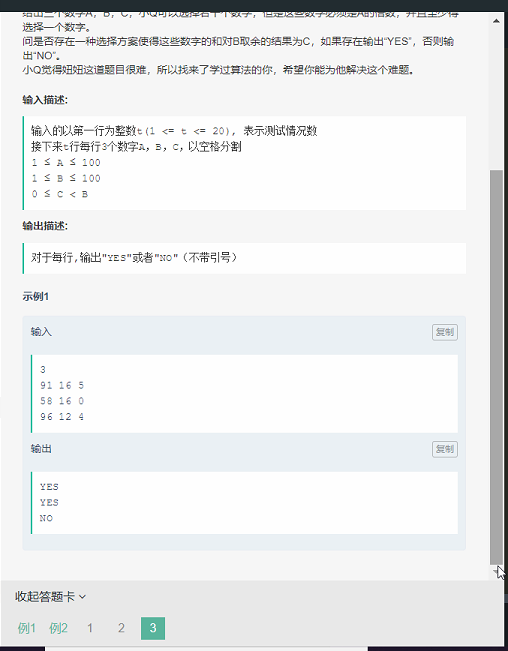 给出三个数字A，B，C，小Q可以选择若干个数字，但是这些数字必须是A的倍数，并且至少得
选择一个数字。
问是否存在一种选择方案使得这些数字的和对B取余的结果为C，如果存在输出“YES”，否则输
出“NO”。
小Q觉得妞妞这道题目很难，所以找来了学过算法的你，希望你能为他解决这个难题。
输入描述:
输入的以第一行为整数t(1 <= t <= 20), 表示测试情况数
接下来t行每行3个数字A，B，C，以空格分割
1 ≤ A ≤ 100
1 ≤ B ≤ 100
0 ≤ C < B
输出描述:
对于每行,输出"YES"或者"NO"（不带引号）
示例1
输入 复制
3
91 16 5
58 16 0
96 12 4
输出 复制
YES
YES
NO
收起答题卡
例1 例2 1 2 3